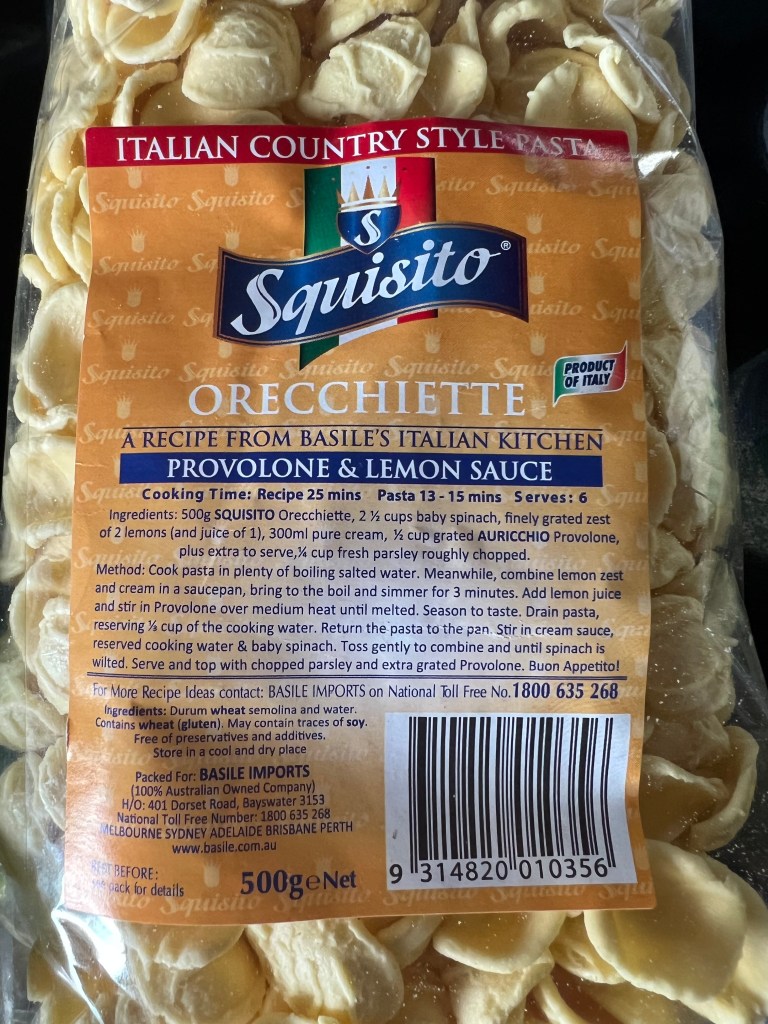 ITALIAN COUNTRY STYLE PASTA
S
Squisito®
PRODUCT
OF ITALY
ORECCHIETTE
A RECIPE FROM BASILE'S ITALIAN KITCHEN
PROVOLONE & LEMON SAUCE
Cooking Time: Recipe 25 mins Pasta 13 - 15 mins Serves: 6
Ingredients: 500g SQUISITO Orecchiette, 2 ½ cups baby spinach, finely grated zest
of 2 lemons (and juice of 1), 300ml pure cream, ½ cup grated AURICCHIO Provolone,
plus extra to serve,¼ cup fresh parsley roughly chopped.
Method: Cook pasta in plenty of boiling salted water. Meanwhile, combine lemon zest
and cream in a saucepan, bring to the boil and simmer for 3 minutes. Add lemon juice
and stir in Provolone over medium heat until melted. Season to taste. Drain pasta,
reserving ⅓ cup of the cooking water. Return the pasta to the pan. Stir in cream sauce,
reserved cooking water & baby spinach. Toss gently to combine and until spinach is
wilted. Serve and top with chopped parsley and extra grated Provolone. Buon Appetito!
For More Recipe Ideas contact: BASILE IMPORTS on National Toll Free No.1800 635 268
Ingredients: Durum wheat semolina and water.
Contains wheat (gluten). May contain traces of soy.
Free of preservatives and additives.
Store in a cool and dry place
Packed For: BASILE IMPORTS
(100% Australian Owned Company)
H/O: 401 Dorset Road, Bayswater 3153
National Toll Free Number: 1800 635 268
MELBOURNE SYDNEY ADELAIDE BRISBANE PERTH
www.basile.com.au
BEST BEFORE:
See pack for details
500g e Net
9 314820 010356